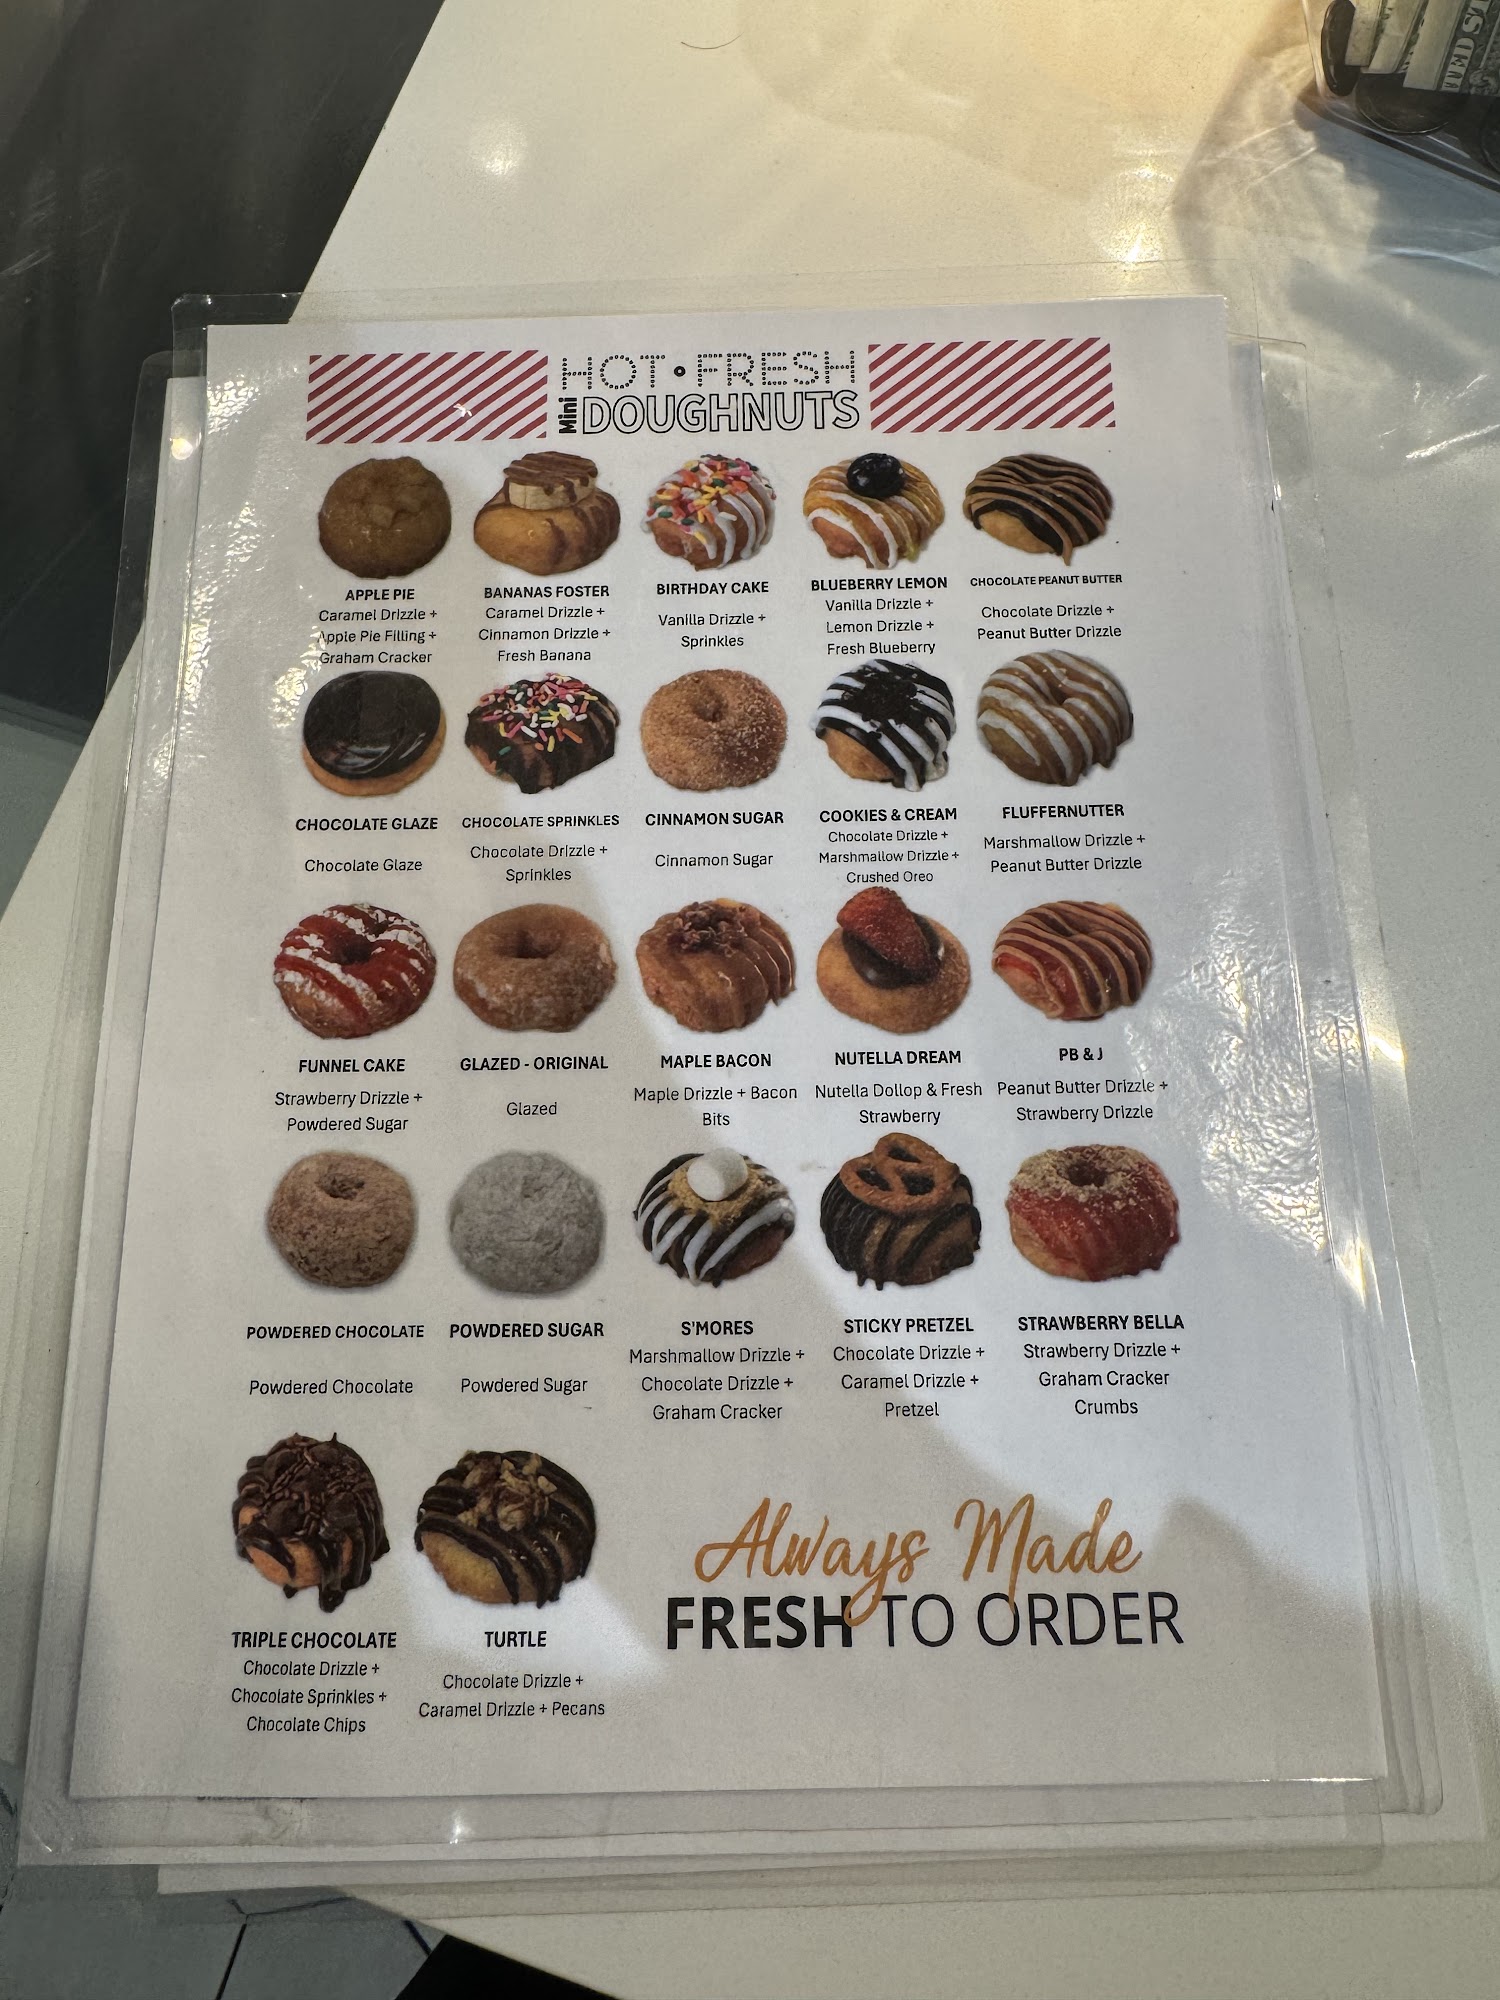 HOT • FRESH
Mini DOUGHNUTS
APPLE PIE
Caramel Drizzle +
Apple Pie Filling +
Graham Cracker
BANANAS FOSTER
Caramel Drizzle +
Cinnamon Drizzle +
Fresh Banana
BIRTHDAY CAKE
Vanilla Drizzle +
Sprinkles
BLUEBERRY LEMON
Vanilla Drizzle +
Lemon Drizzle +
Fresh Blueberry
CHOCOLATE PEANUT BUTTER
Chocolate Drizzle +
Peanut Butter Drizzle
CHOCOLATE GLAZE
Chocolate Glaze
CHOCOLATE SPRINKLES
Chocolate Drizzle +
Sprinkles
CINNAMON SUGAR
Cinnamon Sugar
COOKIES & CREAM
Chocolate Drizzle +
Marshmallow Drizzle +
Crushed Oreo
FLUFFERNUTTER
Marshmallow Drizzle +
Peanut Butter Drizzle
FUNNEL CAKE
Strawberry Drizzle +
Powdered Sugar
GLAZED - ORIGINAL
Glazed
MAPLE BACON
Maple Drizzle + Bacon
Bits
NUTELLA DREAM
Nutella Dollop & Fresh
Strawberry
PB & J
Peanut Butter Drizzle +
Strawberry Drizzle
POWDERED CHOCOLATE
Powdered Chocolate
POWDERED SUGAR
Powdered Sugar
S'MORES
Marshmallow Drizzle +
Chocolate Drizzle +
Graham Cracker
STICKY PRETZEL
Chocolate Drizzle +
Caramel Drizzle +
Pretzel
STRAWBERRY BELLA
Strawberry Drizzle +
Graham Cracker
Crumbs
TRIPLE CHOCOLATE
Chocolate Drizzle +
Chocolate Sprinkles +
Chocolate Chips
TURTLE
Chocolate Drizzle +
Caramel Drizzle + Pecans
Always Made
FRESH TO ORDER